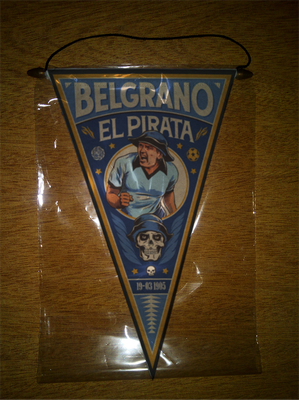 BELGRANO
EL PIRATA
19-03 1905